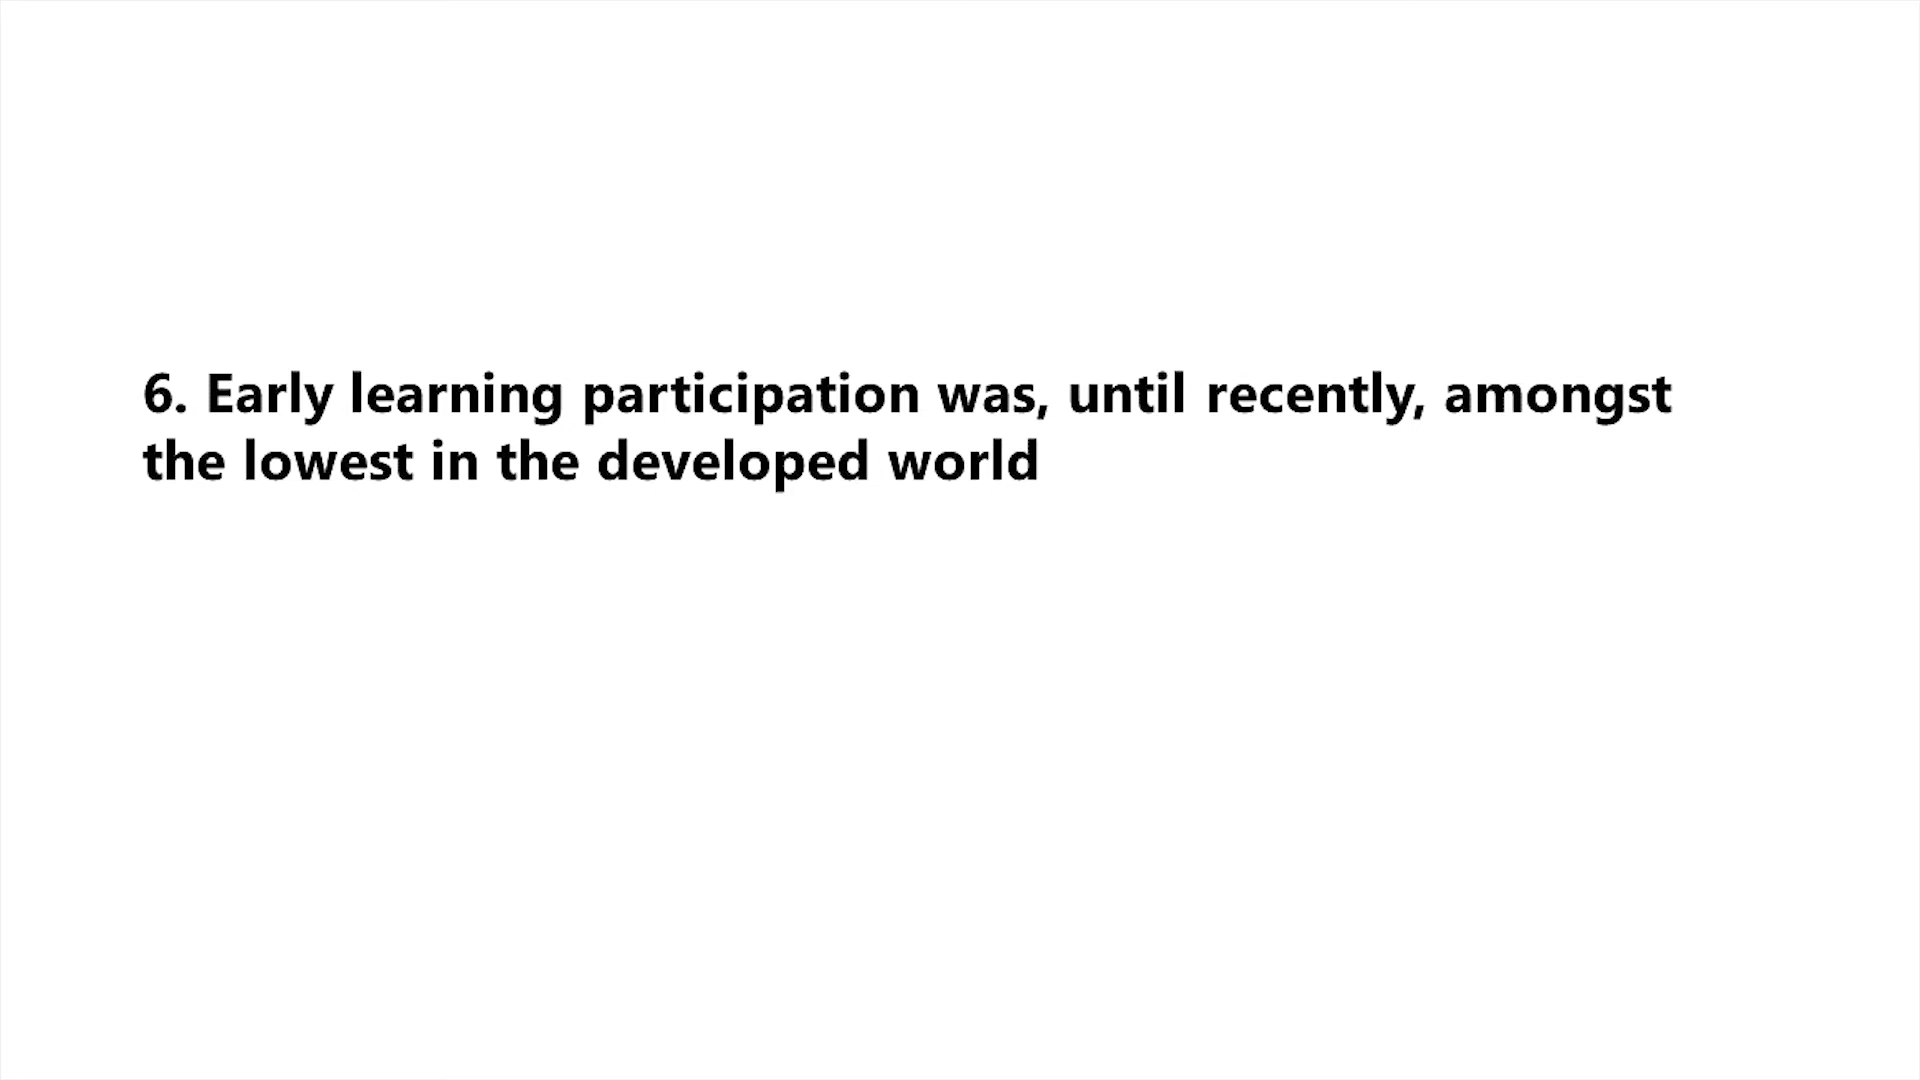 6. Early learning participation was, until recently, amongst
the lowest in the developed world